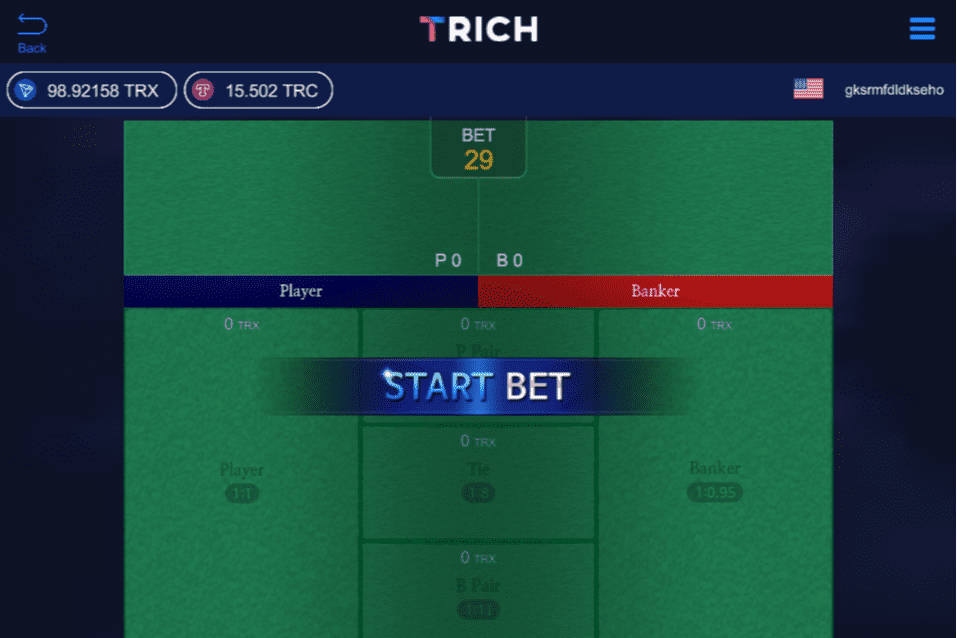 TRICH
Back
98.92158 TRX
15.502 TRC
gksrmfdldkseho
BET
29
P 0
B 0
Player
Banker
0 TRX
0 TRX
0 TRX
P Pair
START BET
0 TRX
Player
Tie
Banker
1:1
1:8
1:0.95
0 TRX
B Pair
1:11